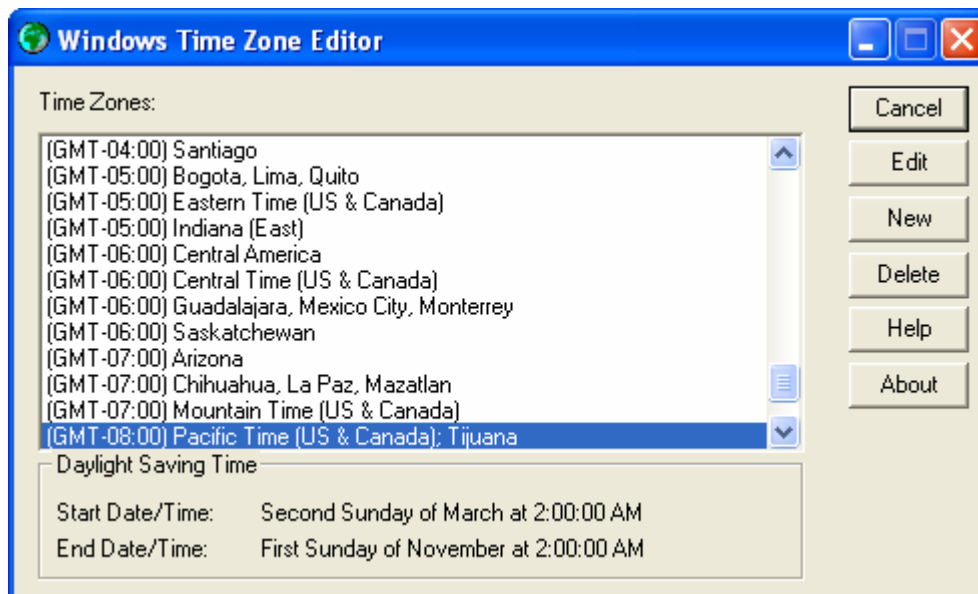 Windows Time Zone Editor
Time Zones:
(GMT-04:00) Santiago
(GMT-05:00) Bogota, Lima, Quito
(GMT-05:00) Eastern Time (US & Canada)
(GMT-05:00) Indiana (East)
(GMT-06:00) Central America
(GMT-06:00) Central Time (US & Canada)
(GMT-06:00) Guadalajara, Mexico City, Monterrey
(GMT-06:00) Saskatchewan
(GMT-07:00) Arizona
(GMT-07:00) Chihuahua, La Paz, Mazatlan
(GMT-07:00) Mountain Time (US & Canada)
(GMT-08:00) Pacific Time (US & Canada); Tijuana
Daylight Saving Time
Start Date/Time: Second Sunday of March at 2:00:00 AM
End Date/Time: First Sunday of November at 2:00:00 AM
Cancel
Edit
New
Delete
Help
About